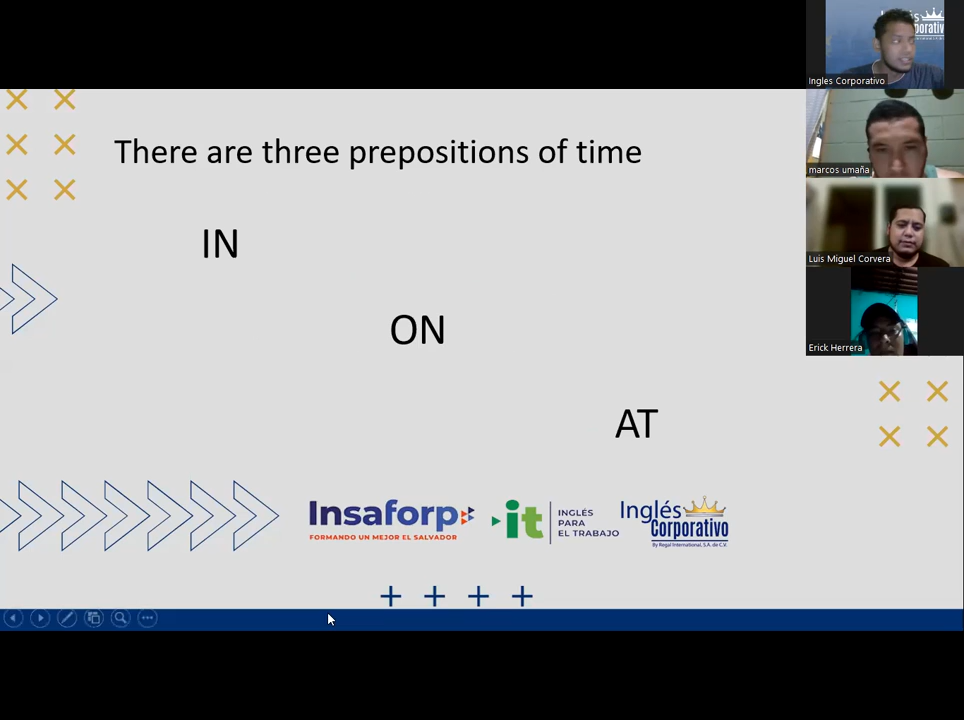 There are three prepositions of time
IN
ON
AT
Insaforp
FORMANDO UN MEJOR EL SALVADOR
it
INGLÉS
PARA
EL TRABAJO
Inglés
Corporativo
By Regal International, S.A. de C.V.
Ingles Corporativo
marcos umaña
Luis Miguel Corvera
Erick Herrera